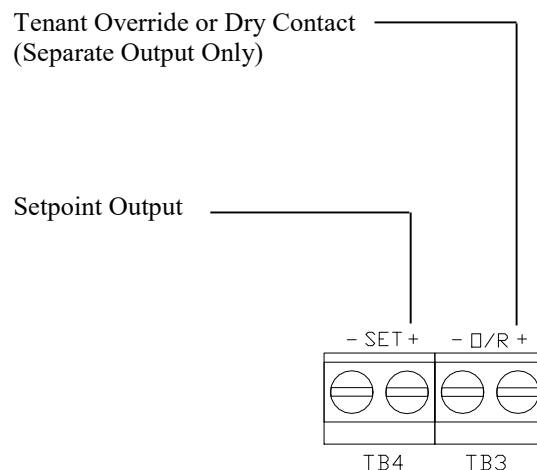 Tenant Override or Dry Contact
(Separate Output Only)
Setpoint Output
- SET + - O/R +
TB4 TB3